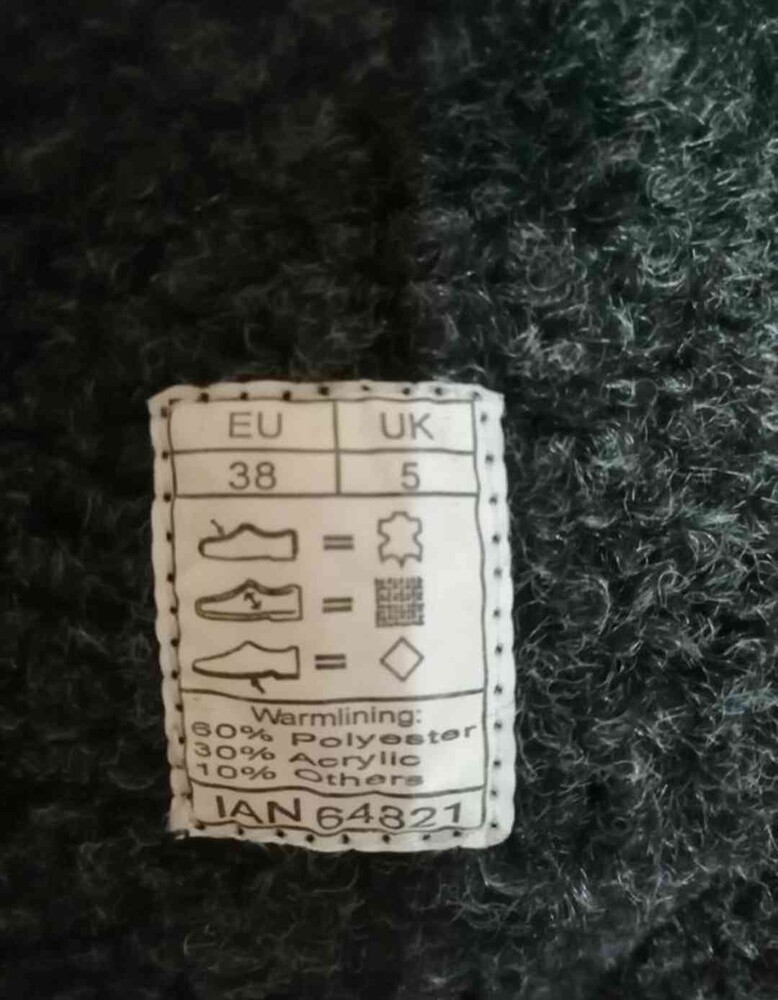 EU UK
38 5
= 
=
=
Warmlining:
60% Polyester
30% Acrylic
10% Others
IAN 64821